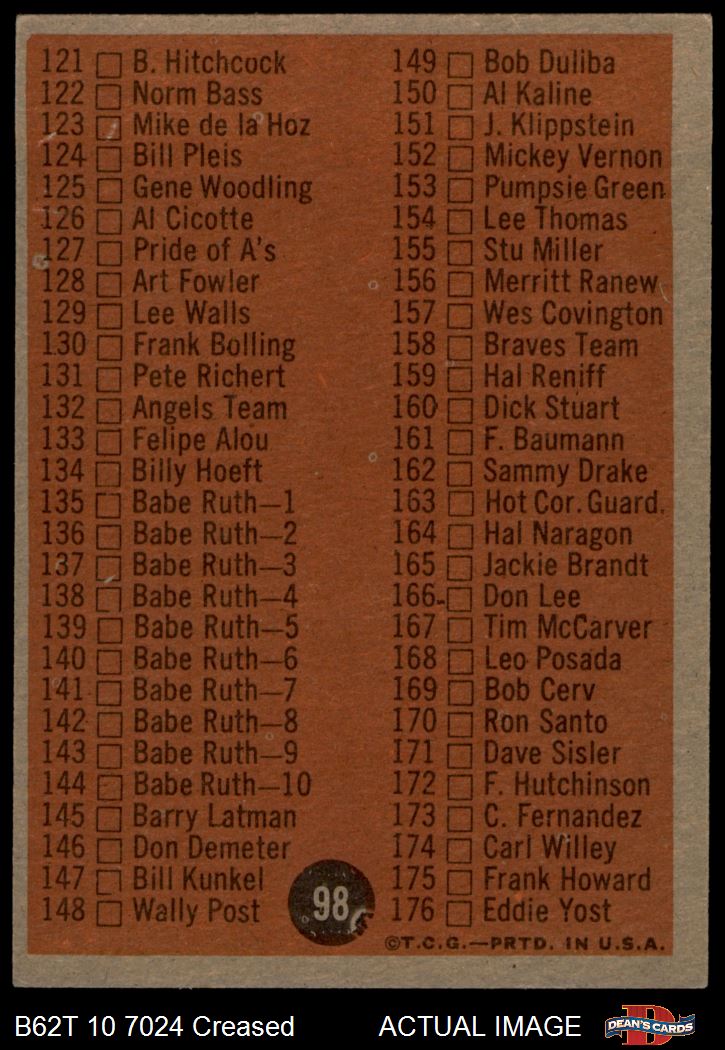 121 B. Hitchcock
122 Norm Bass
123 Mike de la Hoz
124 Bill Pleis
125 Gene Woodling
126 Al Cicotte
127 Pride of A's
128 Art Fowler
129 Lee Walls
130 Frank Bolling
131 Pete Richert
132 Angels Team
133 Felipe Alou
134 Billy Hoeft
135 Babe Ruth—1
136 Babe Ruth—2
137 Babe Ruth—3
138 Babe Ruth—4
139 Babe Ruth—5
140 Babe Ruth—6
141 Babe Ruth—7
142 Babe Ruth—8
143 Babe Ruth—9
144 Babe Ruth—10
145 Barry Latman
146 Don Demeter
147 Bill Kunkel
148 Wally Post
98
149 Bob Duliba
150 Al Kaline
151 J. Klippstein
152 Mickey Vernon
153 Pumpsie Green
154 Lee Thomas
155 Stu Miller
156 Merritt Ranew
157 Wes Covington
158 Braves Team
159 Hal Reniff
160 Dick Stuart
161 F. Baumann
162 Sammy Drake
163 Hot Cor. Guard.
164 Hal Naragon
165 Jackie Brandt
166 Don Lee
167 Tim McCarver
168 Leo Posada
169 Bob Cerv
170 Ron Santo
171 Dave Sisler
172 F. Hutchinson
173 C. Fernandez
174 Carl Willey
175 Frank Howard
176 Eddie Yost
©T.C.G.—PRTD. IN U.S.A.
B62T 10 7024 Creased ACTUAL IMAGE
DEAN'S CARDS